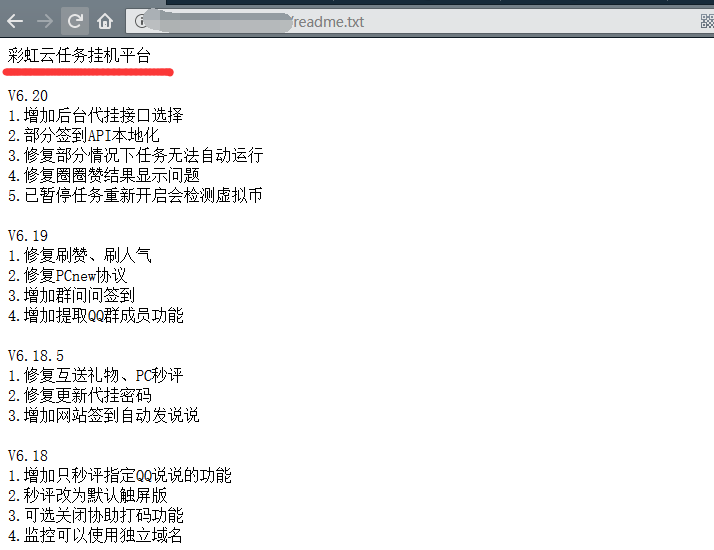 /readme.txt
彩虹云任务挂机平台
V6.20
1.增加后台代挂接口选择
2.部分签到API本地化
3.修复部分情况下任务无法自动运行
4.修复圈圈赞结果显示问题
5.已暂停任务重新开启会检测虚拟币
V6.19
1.修复刷赞、刷人气
2.修复PCnew协议
3.增加群问问签到
4.增加提取QQ群成员功能
V6.18.5
1.修复互送礼物、PC秒评
2.修复更新代挂密码
3.增加网站签到自动发说说
V6.18
1.增加只秒评指定QQ说说的功能
2.秒评改为默认触屏版
3.可选关闭协助打码功能
4.监控可以使用独立域名